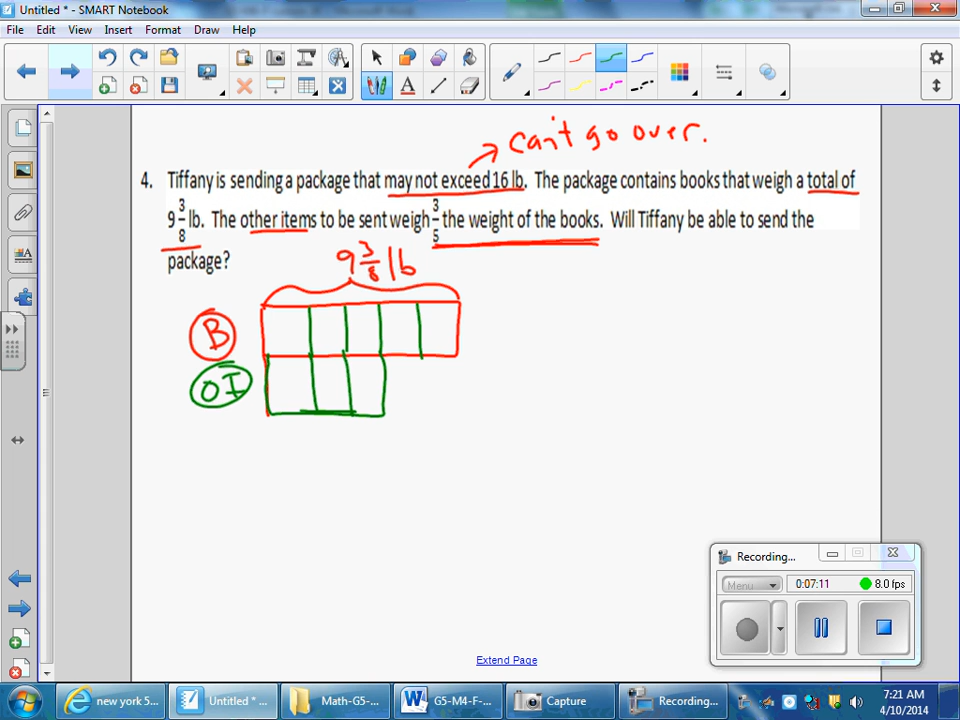 Untitled * - SMART Notebook
File Edit View Insert Format Draw Help
can't go over.
4. Tiffany is sending a package that may not exceed 16 lb. The package contains books that weigh a total of
9 3/8 lb. The other items to be sent weigh 3/5 the weight of the books. Will Tiffany be able to send the
package?
9 3/8 lb
B
OI
Recording...
Menu 0:07:11 8.0 fps
Extend Page
new york 5... Untitled *... Math-G5-... G5-M4-F-... Capture Recording... 7:21 AM
4/10/2014